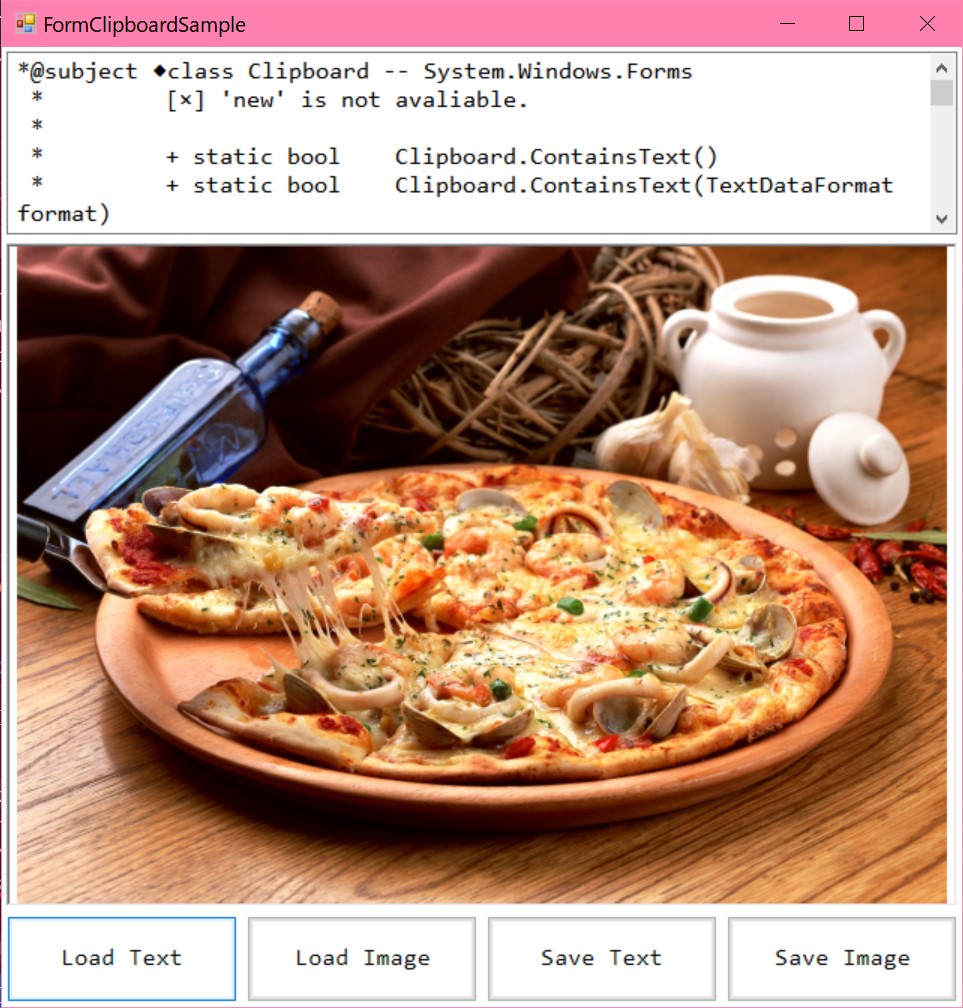 FormClipboardSample
*@subject ◆class Clipboard -- System.Windows.Forms
 *         [×] 'new' is not avaliable.
 *
 *         + static bool    Clipboard.ContainsText()
 *         + static bool    Clipboard.ContainsText(TextDataFormat
format)
Load Text
Load Image
Save Text
Save Image